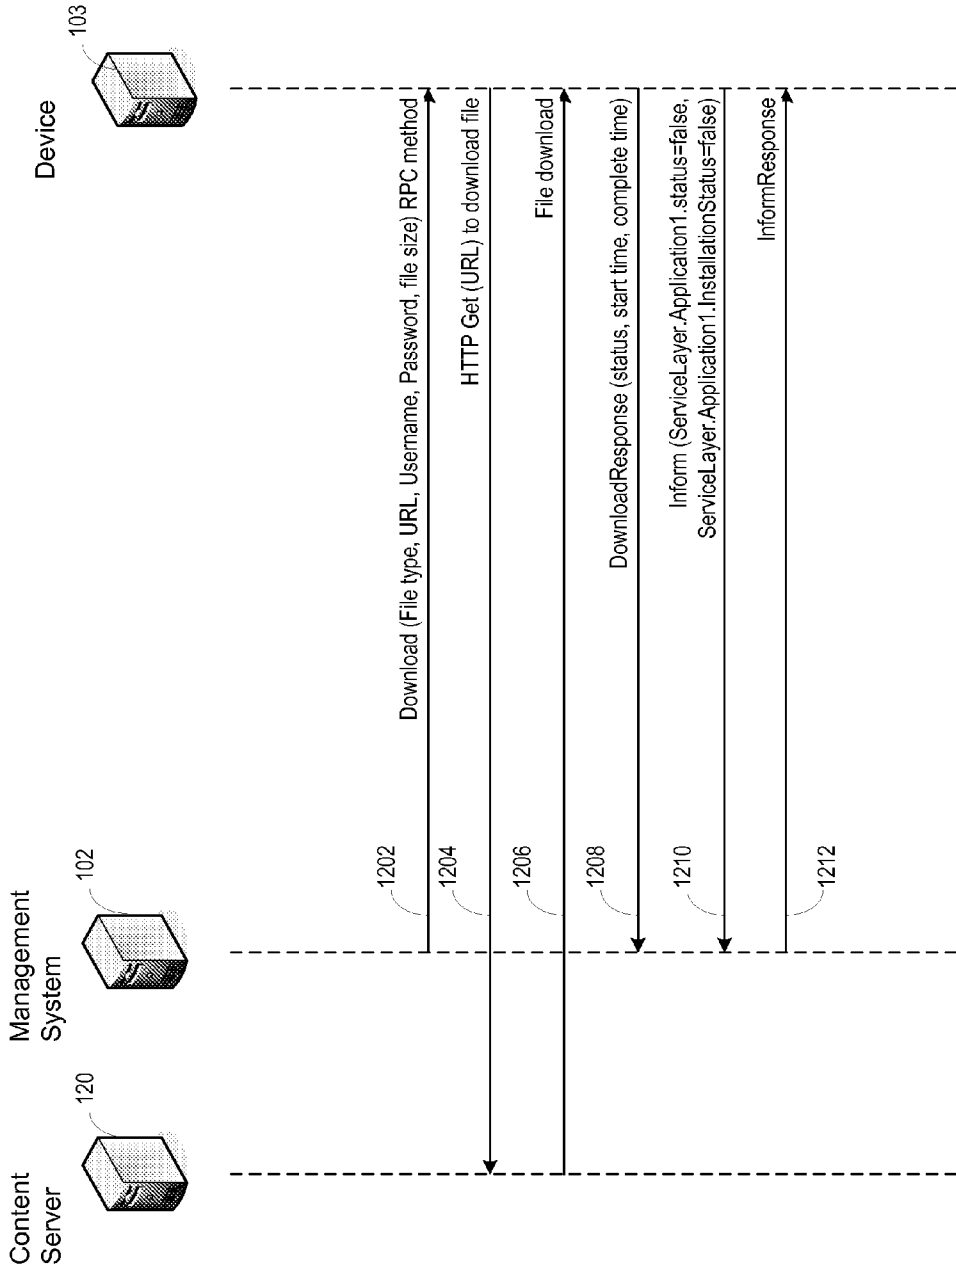 Content
Server
120
Management
System
102
Device
103
1202
Download (File type, URL, Username, Password, file size) RPC method
1204
HTTP Get (URL) to download file
1206
File download
1208
DownloadResponse (status, start time, complete time)
1210
Inform (ServiceLayer.Application1.status=false,
ServiceLayer.Application1.InstallationStatus=false)
1212
InformResponse